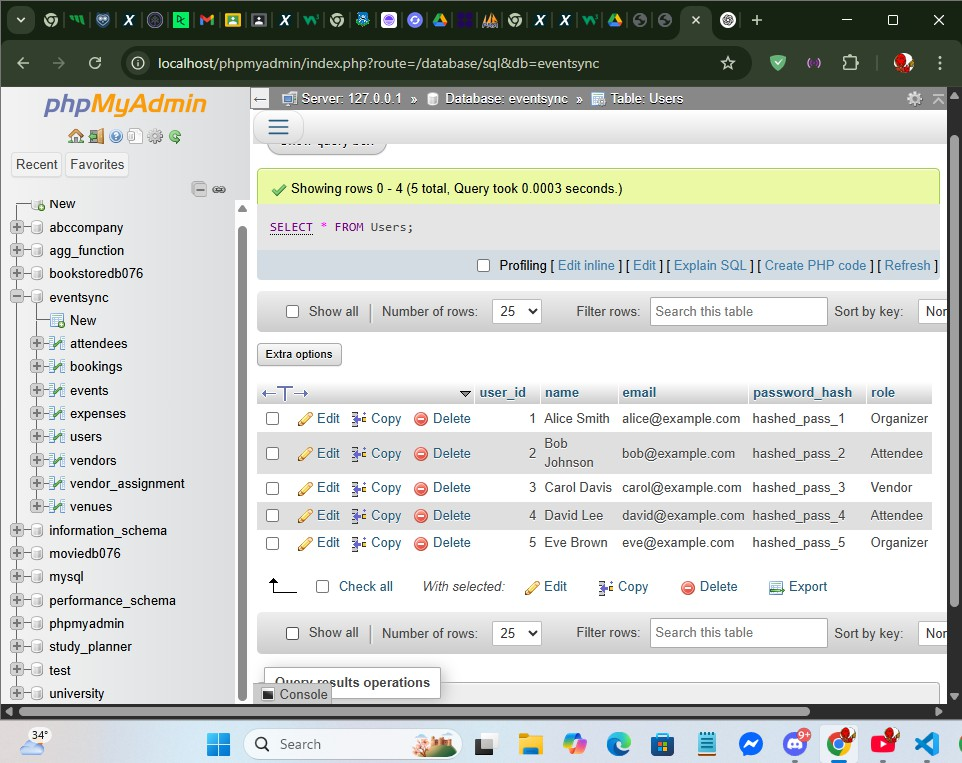 localhost/phpmyadmin/index.php?route=/database/sql&db=eventsync
phpMyAdmin
Recent Favorites
New
abccompany
agg_function
bookstoredb076
eventsync
New
attendees
bookings
events
expenses
users
vendors
vendor_assignment
venues
information_schema
moviedb076
mysql
performance_schema
phpmyadmin
study_planner
test
university
Server: 127.0.0.1 » Database: eventsync » Table: Users
Show query box
Showing rows 0 - 4 (5 total, Query took 0.0003 seconds.)
SELECT * FROM Users;
Profiling [ Edit inline ] [ Edit ] [ Explain SQL ] [ Create PHP code ] [ Refresh ]
Show all | Number of rows: 25 Filter rows: Search this table Sort by key: Non
Extra options
user_id name email password_hash role
Edit Copy Delete 1 Alice Smith alice@example.com hashed_pass_1 Organizer
Edit Copy Delete 2 Bob Johnson bob@example.com hashed_pass_2 Attendee
Edit Copy Delete 3 Carol Davis carol@example.com hashed_pass_3 Vendor
Edit Copy Delete 4 David Lee david@example.com hashed_pass_4 Attendee
Edit Copy Delete 5 Eve Brown eve@example.com hashed_pass_5 Organizer
Check all With selected: Edit Copy Delete Export
Show all | Number of rows: 25 Filter rows: Search this table Sort by key: Non
Query results operations
Console
34°
Search
9+